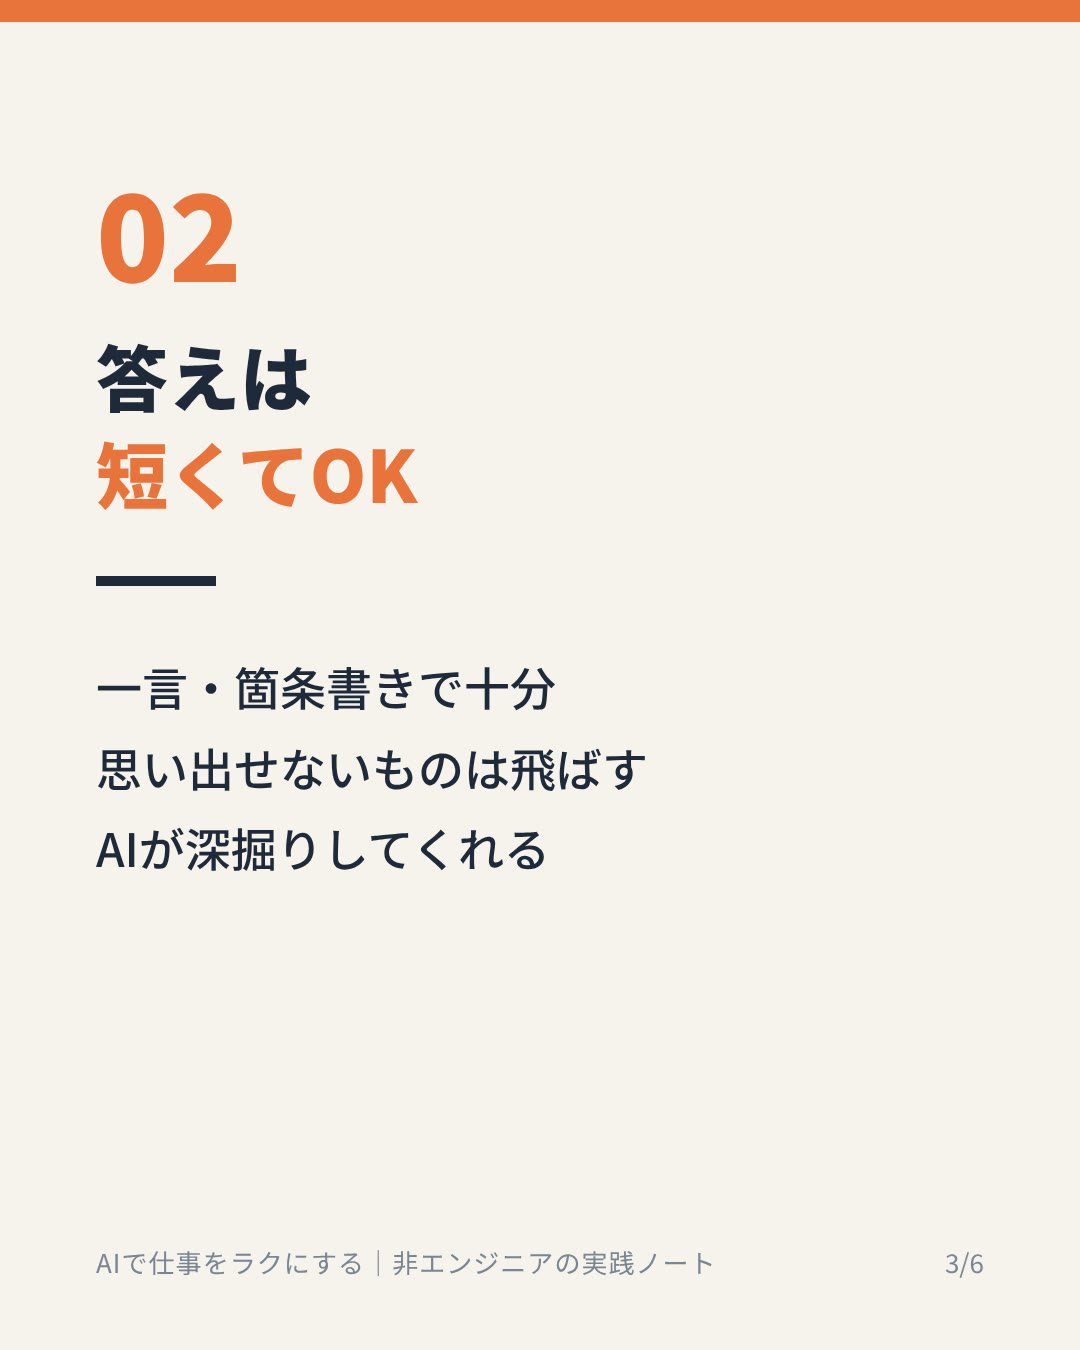 02
答えは
短くてOK
一言・箇条書きで十分
思い出せないものは飛ばす
AIが深掘りしてくれる
AIで仕事をラクにする｜非エンジニアの実践ノート
3/6